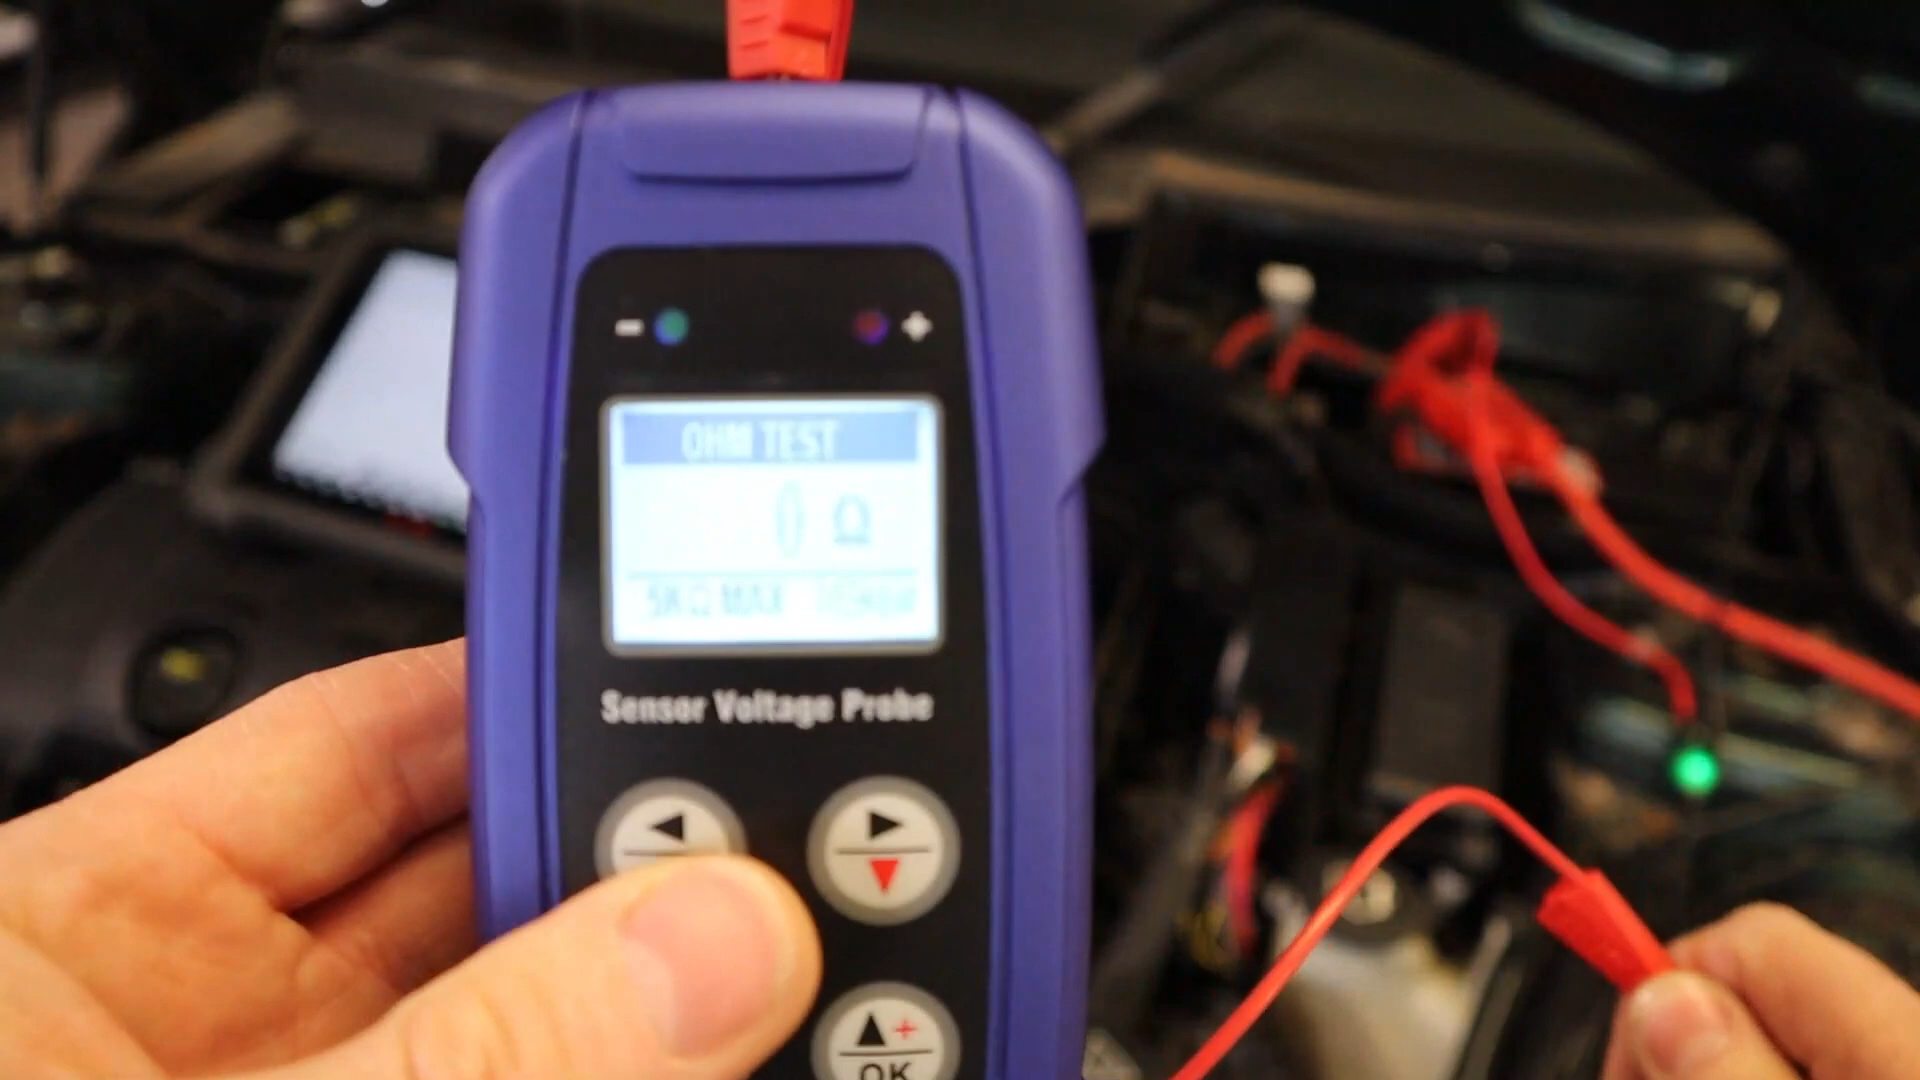 OHM TEST
0 Ω
5KΩ MAX
Sensor Voltage Probe
OK